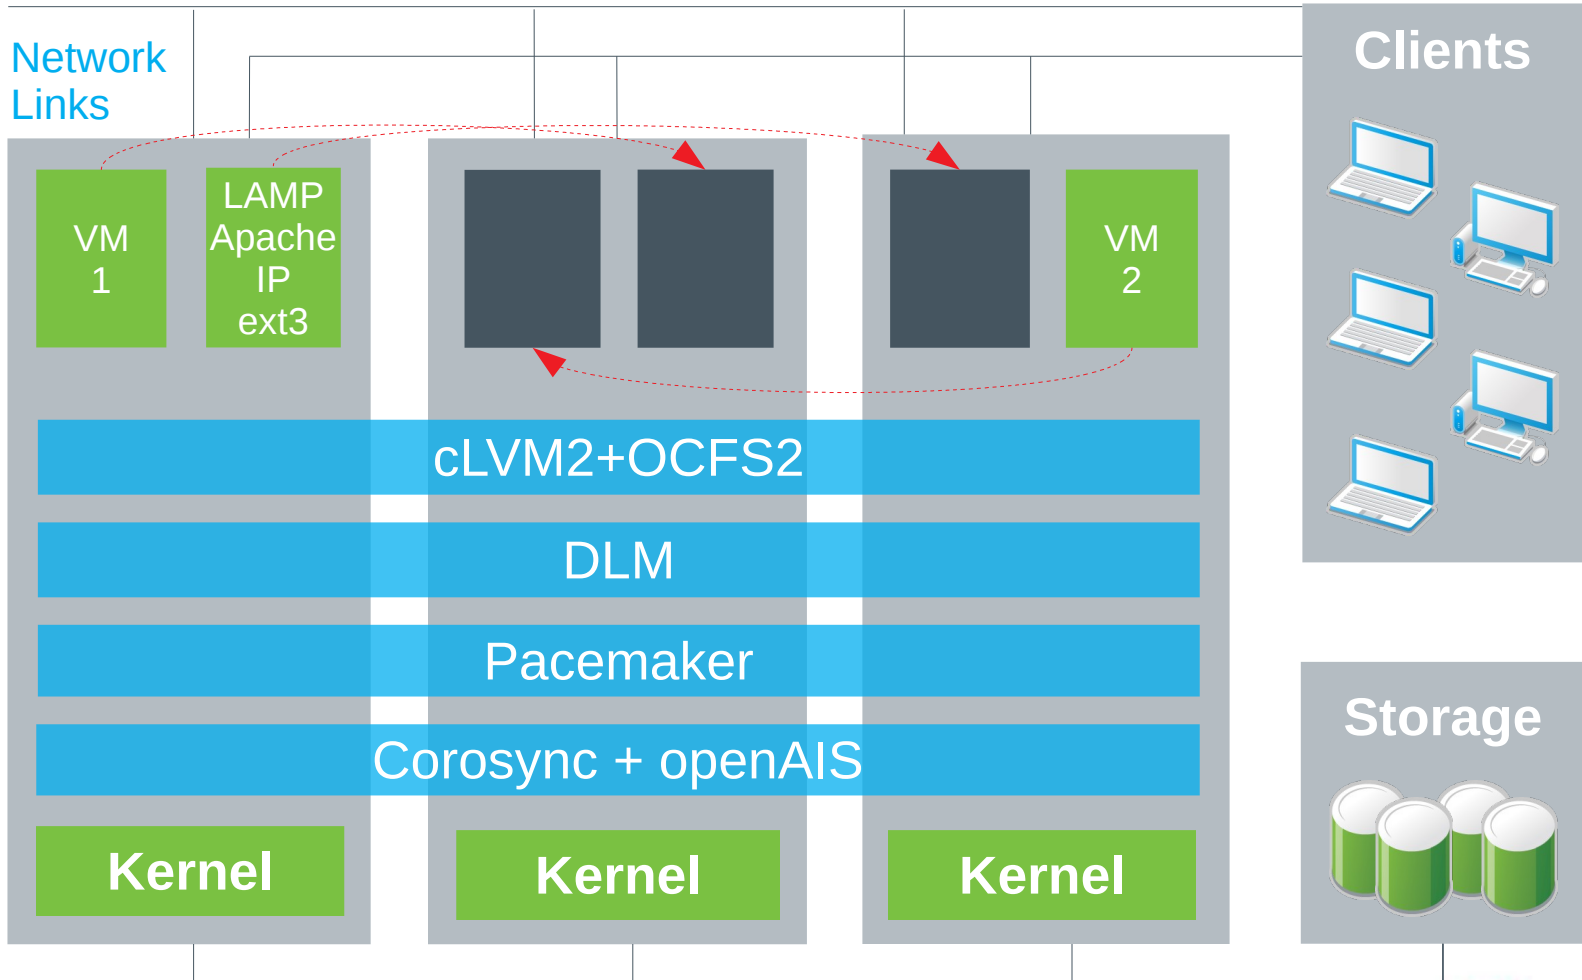 Network
Links
Clients
VM
1
LAMP
Apache
IP
ext3
VM
2
cLVM2+OCFS2
DLM
Pacemaker
Corosync + openAIS
Kernel
Kernel
Kernel
Storage